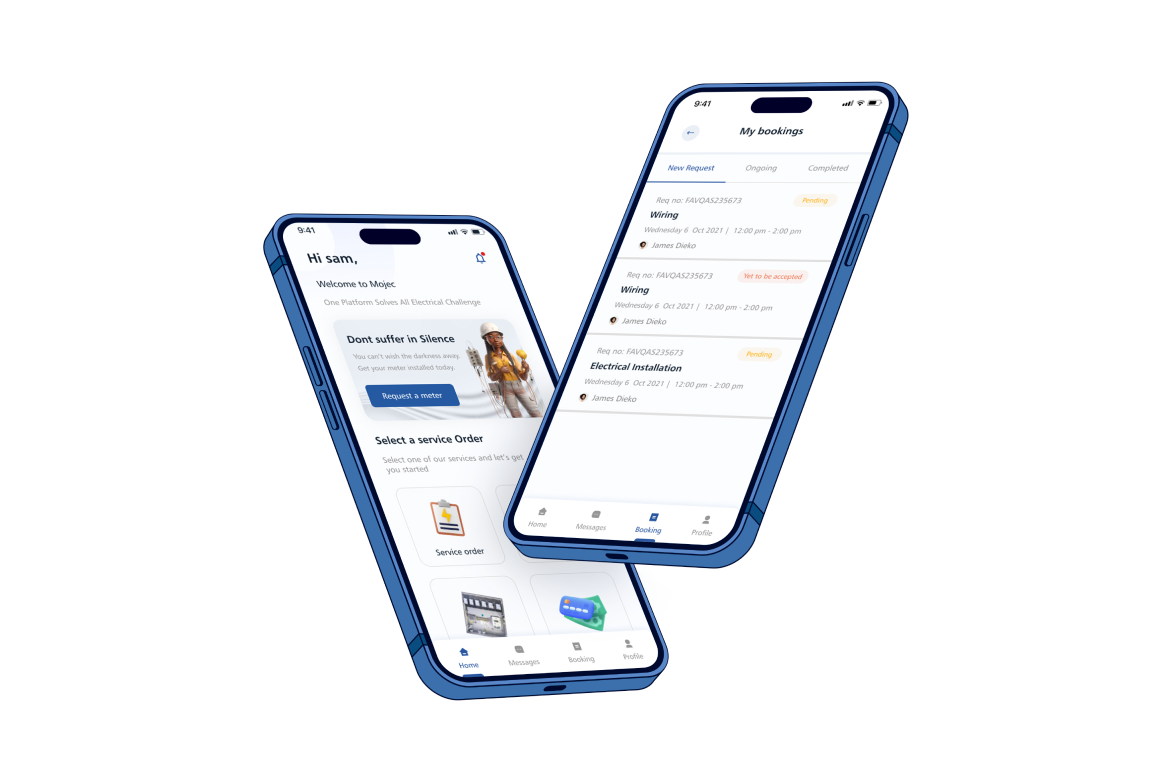 9:41
Hi sam,
Welcome to Mojec
One Platform Solves All Electrical Challenge
Dont suffer in Silence
You can't wish the darkness away.
Get your meter installed today.
Request a meter
Select a service Order
Select one of our services and let's get
you started
Service order
Home
Messages
Booking
Profile
9:41
My bookings
New Request
Ongoing
Completed
Req no: FAVQAS235673
Pending
Wiring
Wednesday 6 Oct 2021 | 12:00 pm - 2:00 pm
James Dieko
Req no: FAVQAS235673
Yet to be accepted
Wiring
Wednesday 6 Oct 2021 | 12:00 pm - 2:00 pm
James Dieko
Req no: FAVQAS235673
Pending
Electrical Installation
Wednesday 6 Oct 2021 | 12:00 pm - 2:00 pm
James Dieko
Home
Messages
Booking
Profile